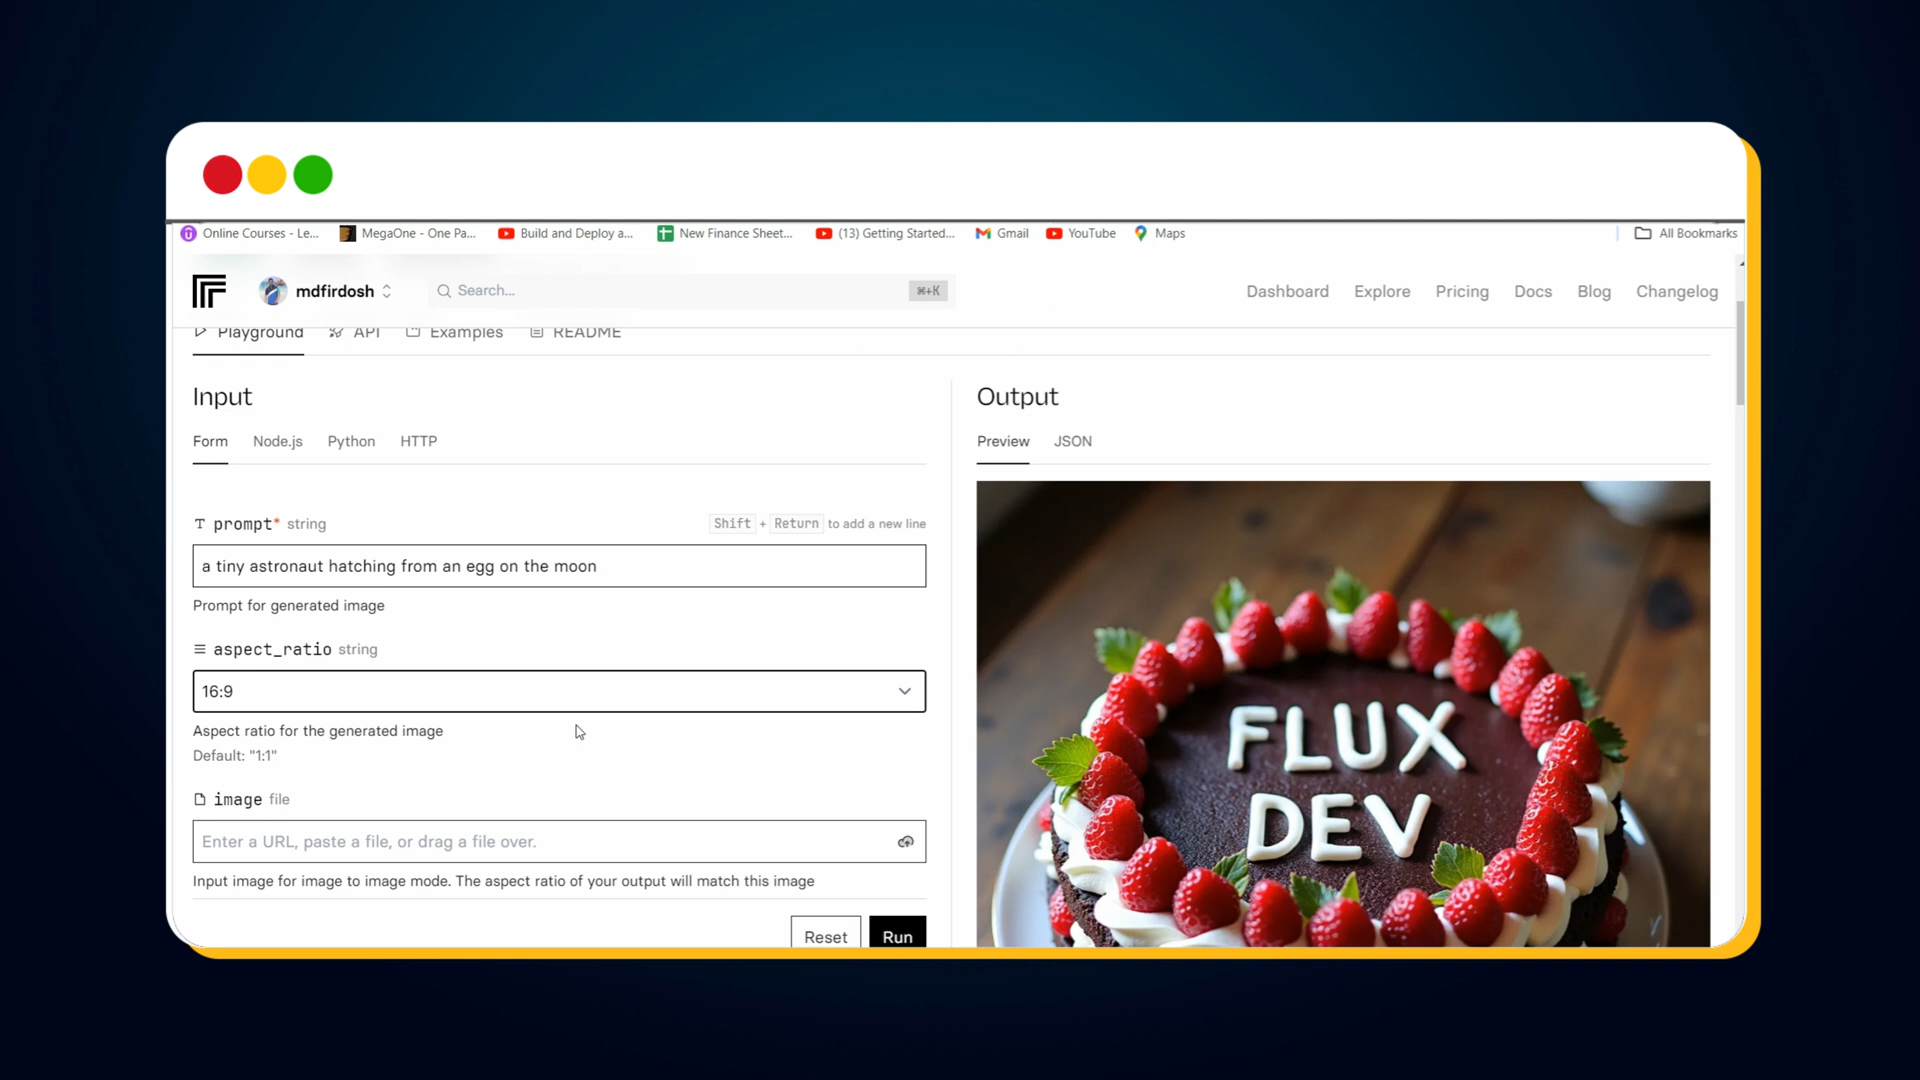 Online Courses - Le... MegaOne - One Pa... Build and Deploy a... New Finance Sheet... (13) Getting Started... Gmail YouTube Maps All Bookmarks
mdfirdosh Search... ⌘+K Dashboard Explore Pricing Docs Blog Changelog
Playground API Examples README
Input
Form Node.js Python HTTP
T prompt* string Shift + Return to add a new line
a tiny astronaut hatching from an egg on the moon
Prompt for generated image
aspect_ratio string
16:9
Aspect ratio for the generated image
Default: "1:1"
image file
Enter a URL, paste a file, or drag a file over.
Input image for image to image mode. The aspect ratio of your output will match this image
Reset Run
Output
Preview JSON
FLUX
DEV